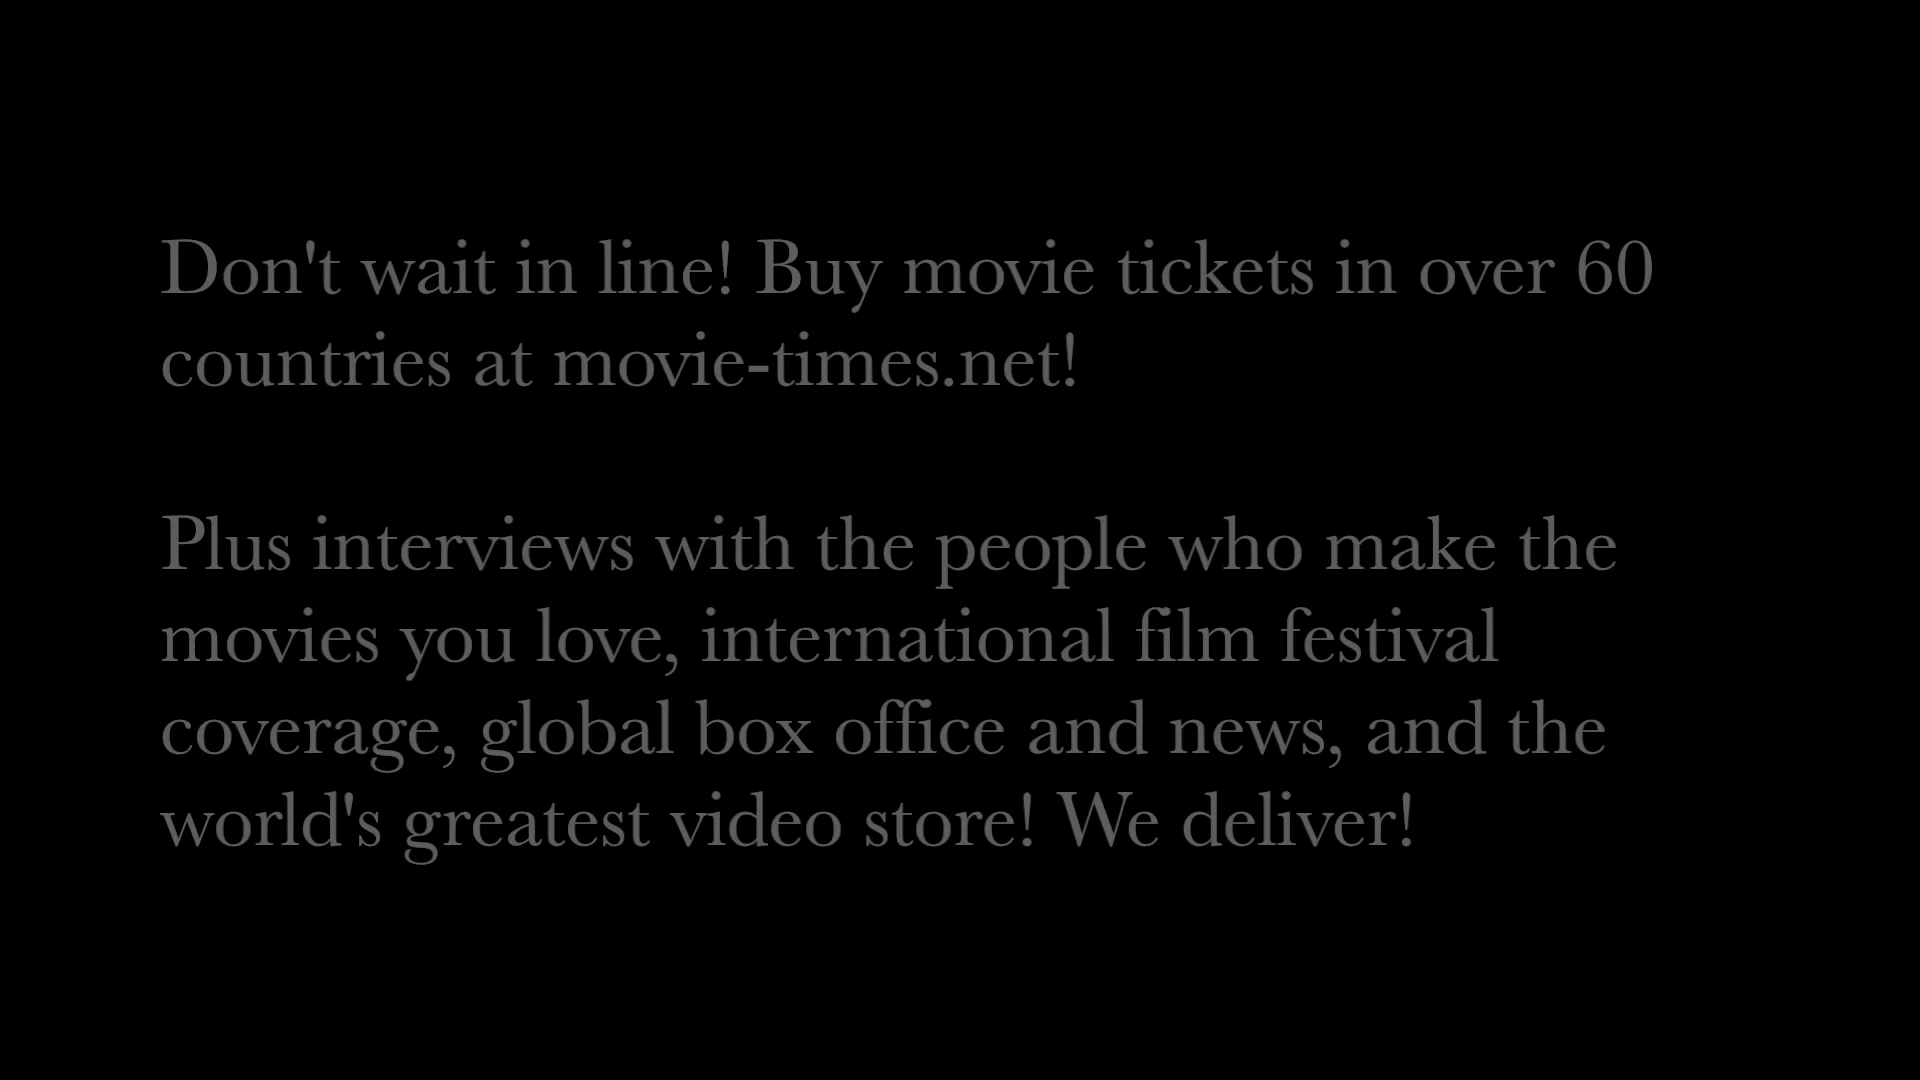 Don't wait in line! Buy movie tickets in over 60
countries at movie-times.net!
Plus interviews with the people who make the
movies you love, international film festival
coverage, global box office and news, and the
world's greatest video store! We deliver!